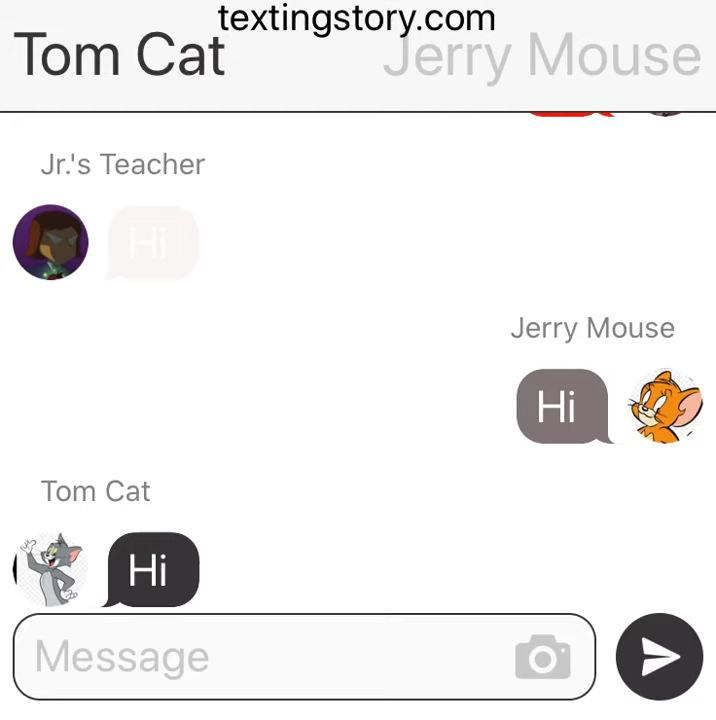 textingstory.com
Tom Cat Jerry Mouse
Jr.'s Teacher
Hi
Jerry Mouse
Hi
Tom Cat
Hi
Message